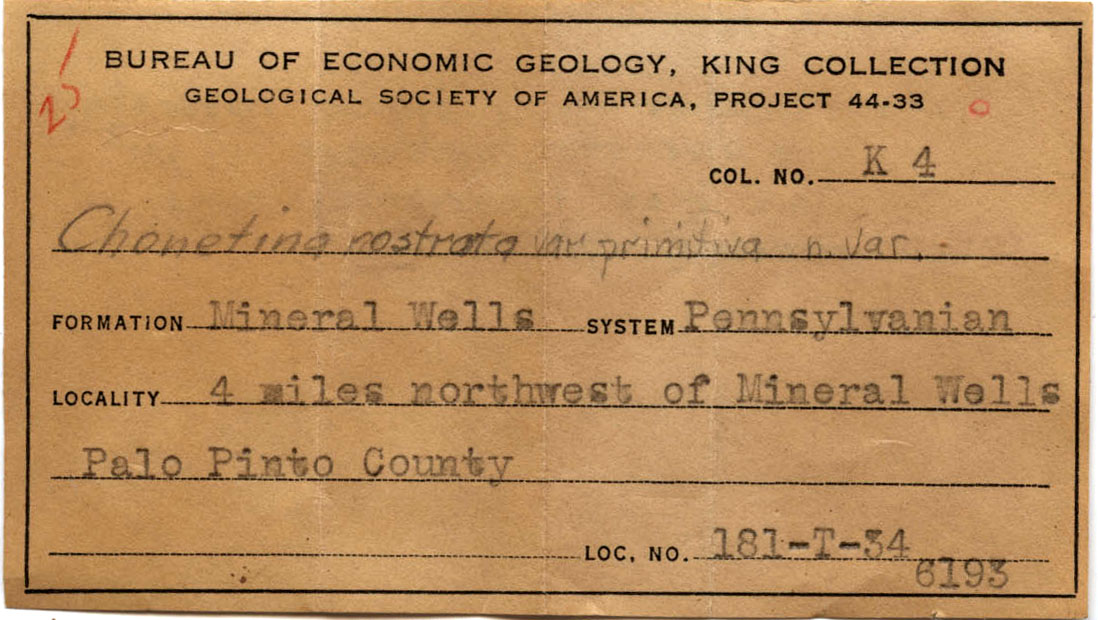 BUREAU OF ECONOMIC GEOLOGY, KING COLLECTION
GEOLOGICAL SOCIETY OF AMERICA, PROJECT 44-33
COL. NO. K 4
Chonetina rostrata var primitiva n. var.
FORMATION Mineral Wells SYSTEM Pennsylvanian
LOCALITY 4 miles northwest of Mineral Wells
Palo Pinto County
LOC. NO. 181-T-34
6193